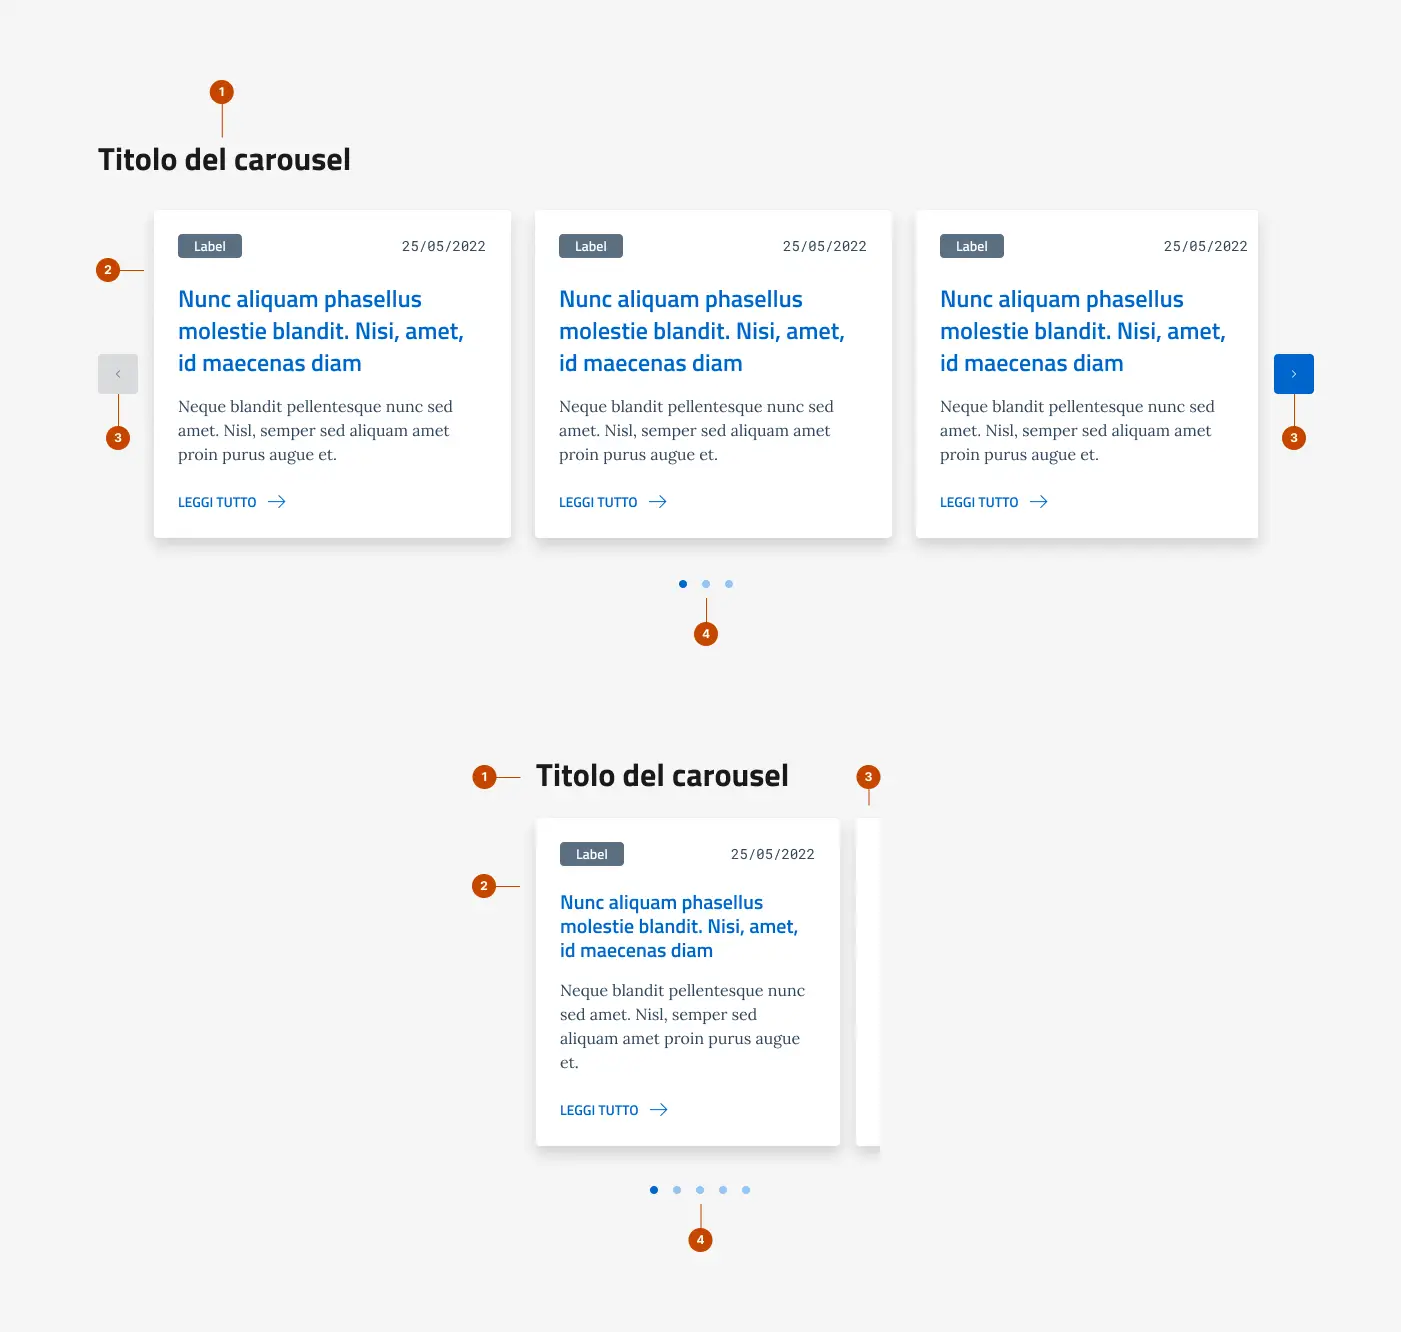 1
Titolo del carousel
Label 25/05/2022
Nunc aliquam phasellus
molestie blandit. Nisi, amet,
id maecenas diam
Neque blandit pellentesque nunc sed
amet. Nisl, semper sed aliquam amet
proin purus augue et.
LEGGI TUTTO
Label 25/05/2022
Nunc aliquam phasellus
molestie blandit. Nisi, amet,
id maecenas diam
Neque blandit pellentesque nunc sed
amet. Nisl, semper sed aliquam amet
proin purus augue et.
LEGGI TUTTO
Label 25/05/2022
Nunc aliquam phasellus
molestie blandit. Nisi, amet,
id maecenas diam
Neque blandit pellentesque nunc sed
amet. Nisl, semper sed aliquam amet
proin purus augue et.
LEGGI TUTTO
2
3
3
4
1
Titolo del carousel
3
2
Label 25/05/2022
Nunc aliquam phasellus
molestie blandit. Nisi, amet,
id maecenas diam
Neque blandit pellentesque nunc
sed amet. Nisl, semper sed
aliquam amet proin purus augue
et.
LEGGI TUTTO
4